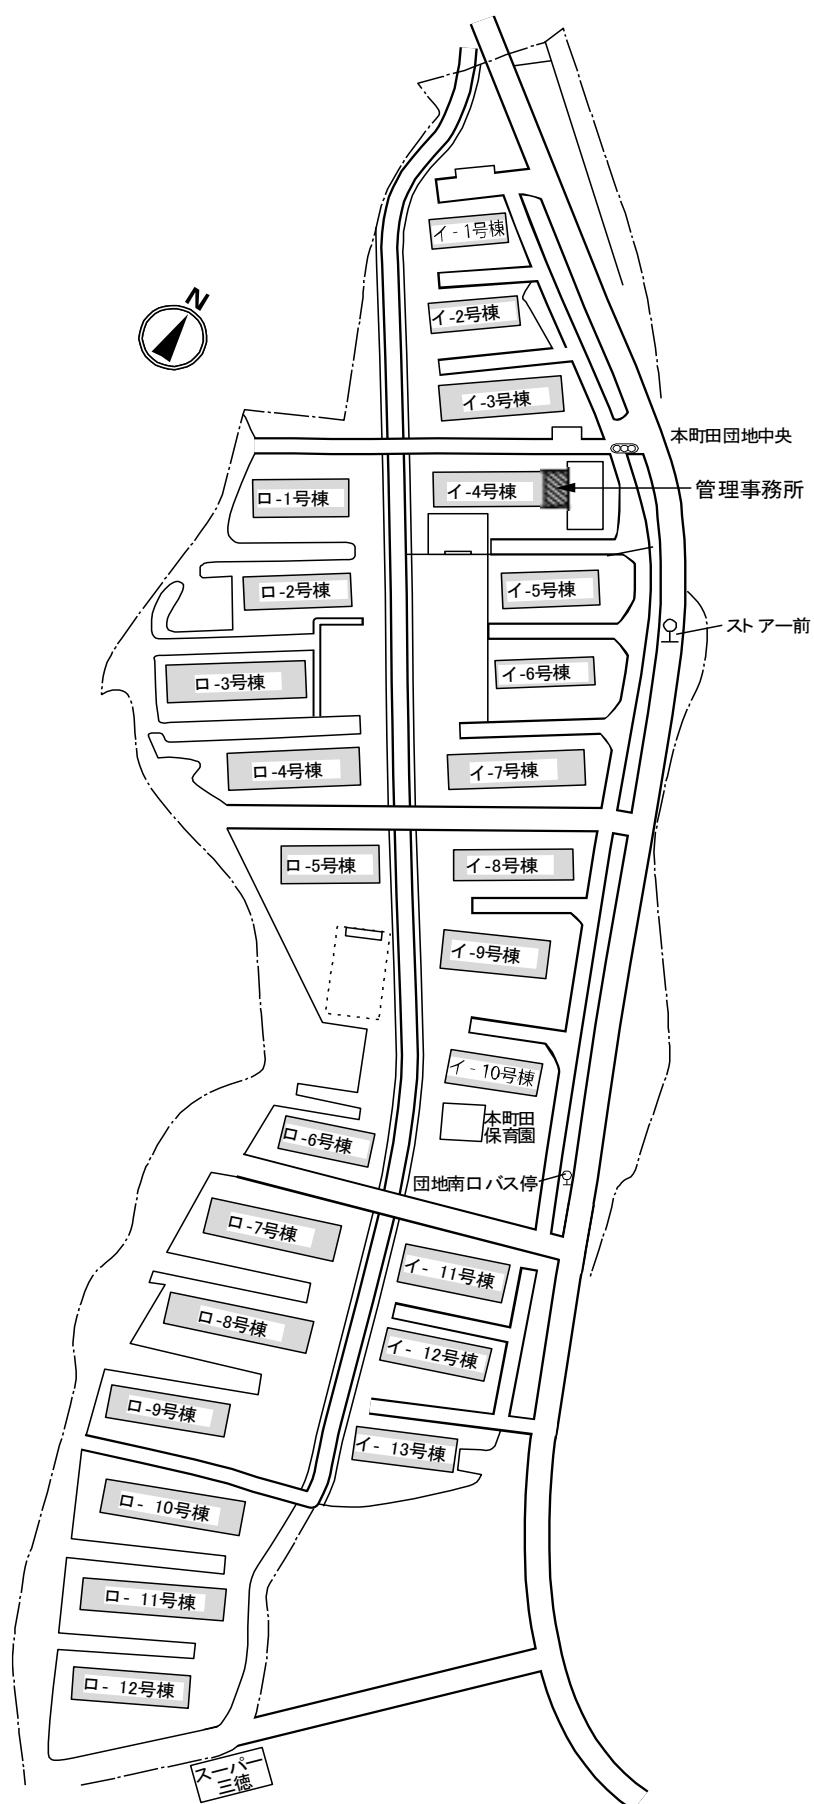 イ - 1号棟
N
イ-2号棟
イ-3号棟
本町田団地中央
ロ-1号棟
イ-4号棟
管理事務所
ロ-2号棟
イ-5号棟
ストアー前
ロ-3号棟
イ-6号棟
ロ-4号棟
イ-7号棟
ロ-5号棟
イ-8号棟
イ-9号棟
イ - 10号棟
本町田
保育園
ロ-6号棟
団地南口バス停
ロ-7号棟
イ- 11号棟
ロ-8号棟
イ- 12号棟
ロ-9号棟
イ- 13号棟
ロ- 10号棟
ロ- 11号棟
ロ- 12号棟
スーパー
三徳